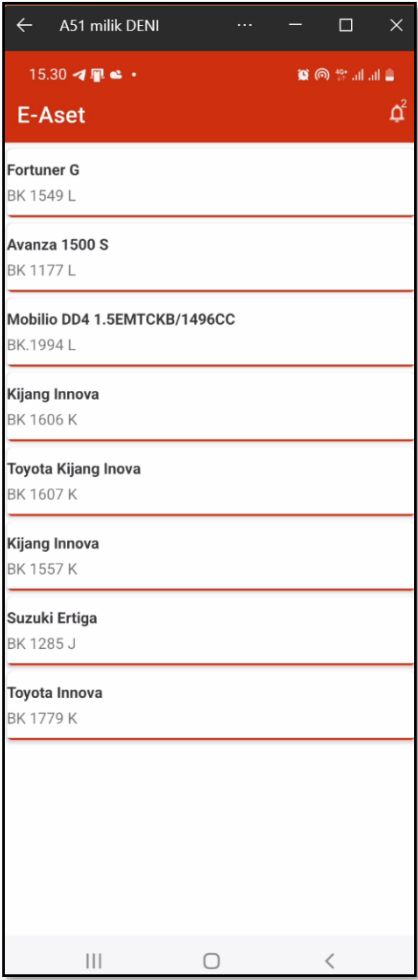 A51 milik DENI
15.30
4G+
E-Aset
2
Fortuner G
BK 1549 L
Avanza 1500 S
BK 1177 L
Mobilio DD4 1.5EMTCKB/1496CC
BK.1994 L
Kijang Innova
BK 1606 K
Toyota Kijang Inova
BK 1607 K
Kijang Innova
BK 1557 K
Suzuki Ertiga
BK 1285 J
Toyota Innova
BK 1779 K